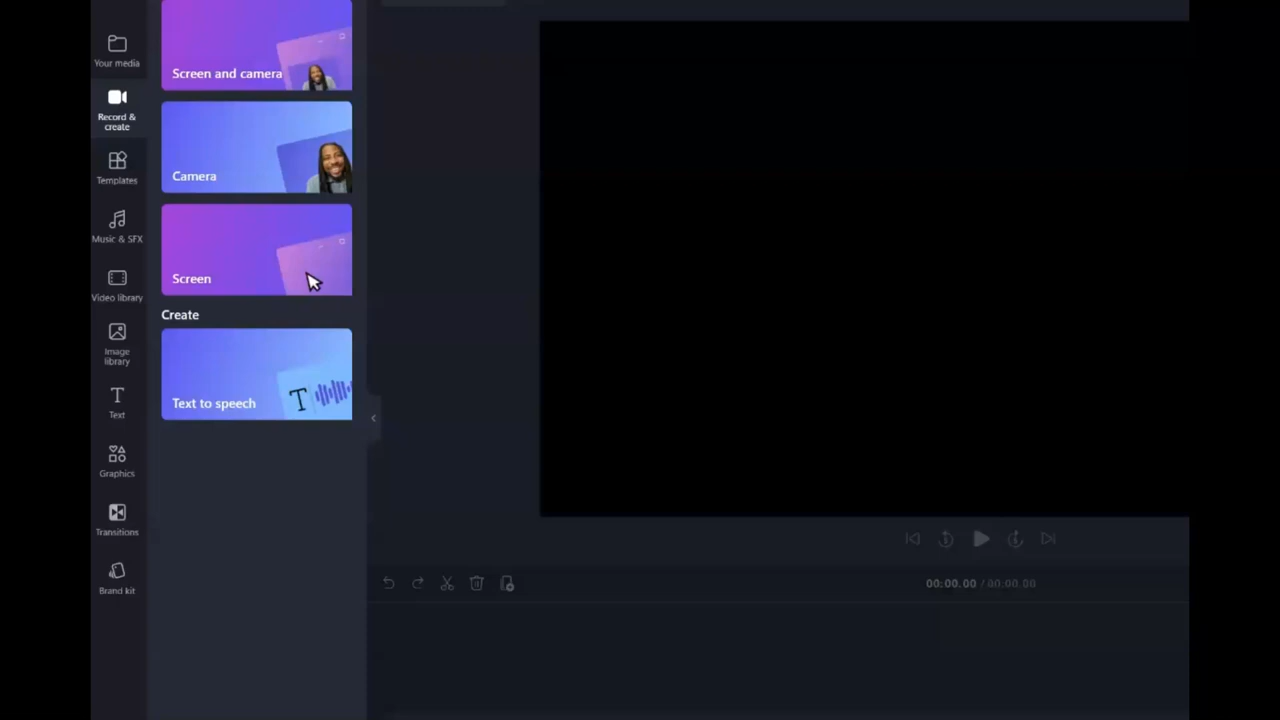 Your media
Record &
create
Templates
Music & SFX
Video library
Image
library
Text
Graphics
Transitions
Brand kit
Screen and camera
Camera
Screen
Create
Text to speech
T
00:00.00 / 00:00.00